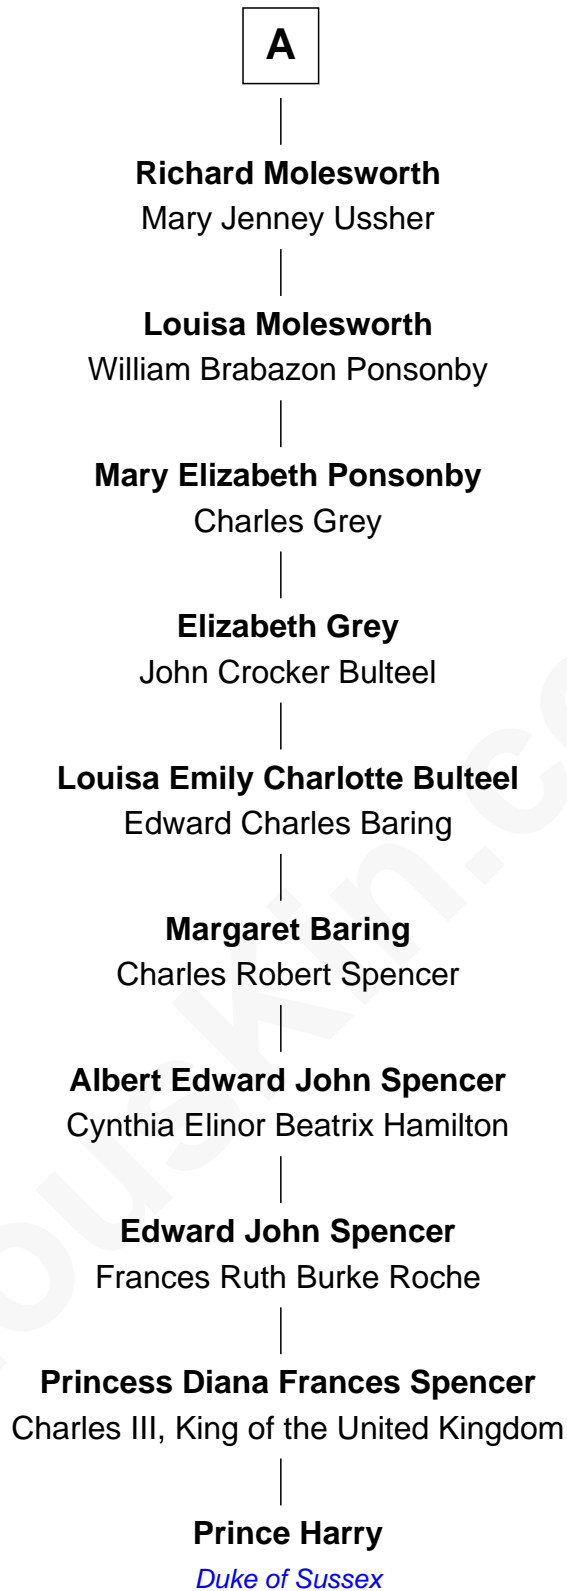 A
Richard Molesworth
Mary Jenney Ussher
Louisa Molesworth
William Brabazon Ponsonby
Mary Elizabeth Ponsonby
Charles Grey
Elizabeth Grey
John Crocker Bulteel
Louisa Emily Charlotte Bulteel
Edward Charles Baring
Margaret Baring
Charles Robert Spencer
Albert Edward John Spencer
Cynthia Elinor Beatrix Hamilton
Edward John Spencer
Frances Ruth Burke Roche
Princess Diana Frances Spencer
Charles III, King of the United Kingdom
Prince Harry
Duke of Sussex